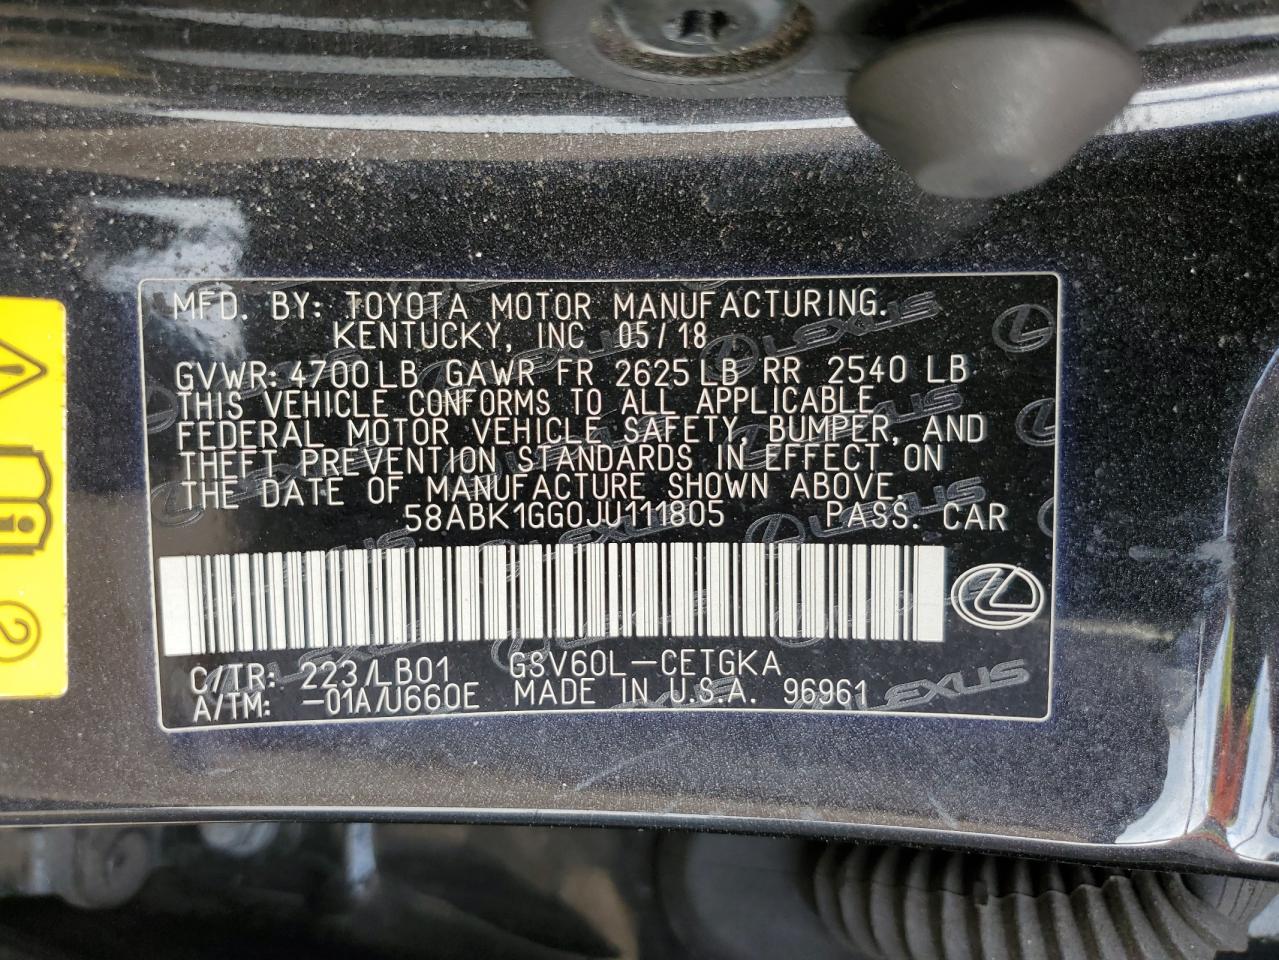 MFD. BY: TOYOTA MOTOR MANUFACTURING.
KENTUCKY, INC 05/18
GVWR: 4700LB GAWR FR 2625LB RR 2540 LB
THIS VEHICLE CONFORMS TO ALL APPLICABLE
FEDERAL MOTOR VEHICLE SAFETY, BUMPER, AND
THEFT PREVENTION STANDARDS IN EFFECT ON
THE DATE OF MANUFACTURE SHOWN ABOVE.
58ABK1GG0JU111805 PASS. CAR
C/TR: 223/LB01 GSV60L-CETGKA
A/TM: -01A/U660E MADE IN U.S.A. 96961
LEXUS
2